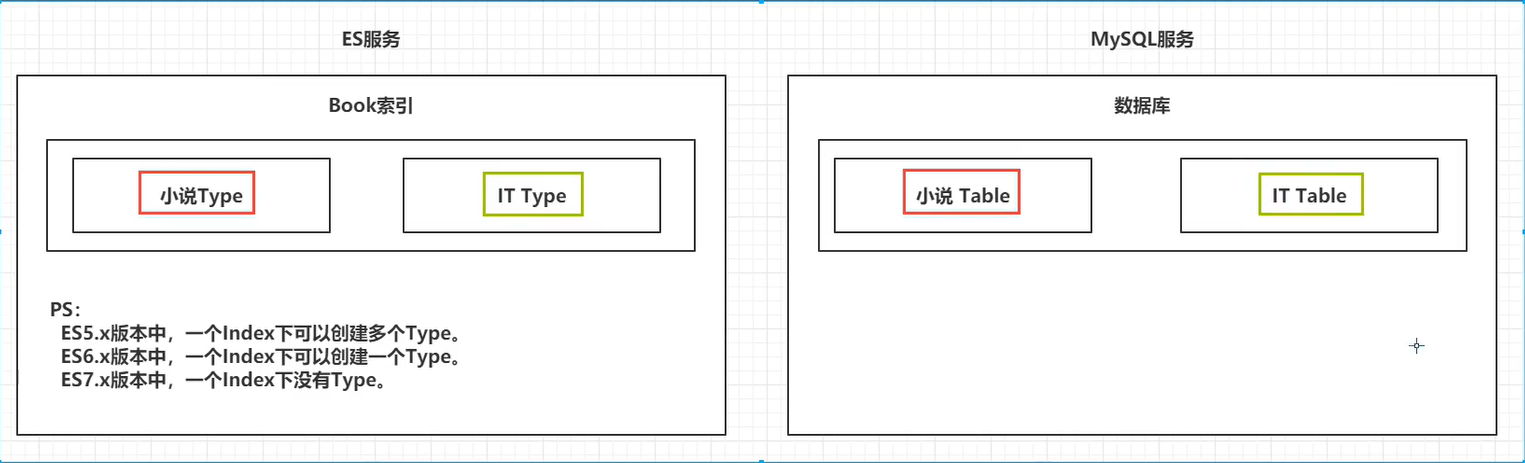 ES服务
Book索引
小说Type
IT Type
PS：
ES5.x版本中，一个Index下可以创建多个Type。
ES6.x版本中，一个Index下可以创建一个Type。
ES7.x版本中，一个Index下没有Type。
MySQL服务
数据库
小说 Table
IT Table